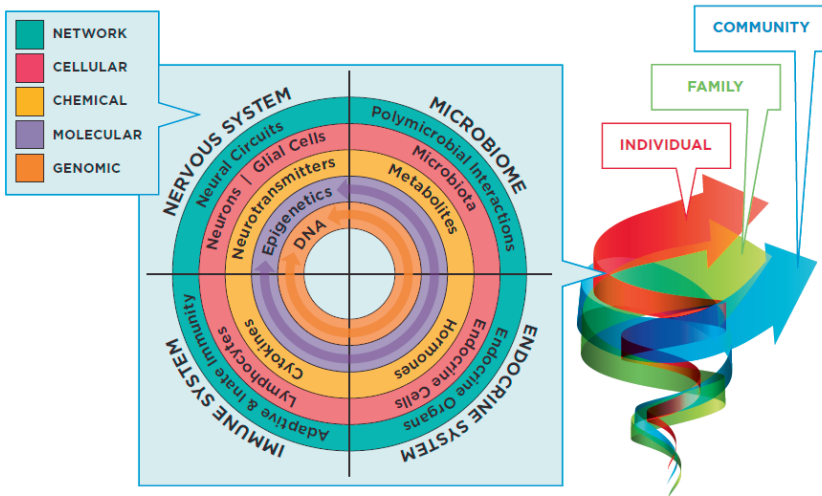 NETWORK
CELLULAR
CHEMICAL
MOLECULAR
GENOMIC
NERVOUS SYSTEM
Neural Circuits
Neurons | Glial Cells
Neurotransmitters
Epigenetics
DNA
MICROBIOME
Polymicrobial Interactions
Microbiota
Metabolites
IMMUNE SYSTEM
Adaptive & Inate Immunity
Lymphocytes
Cytokines
ENDOCRINE SYSTEM
Endocrine Organs
Endocrine Cells
Hormones
COMMUNITY
FAMILY
INDIVIDUAL